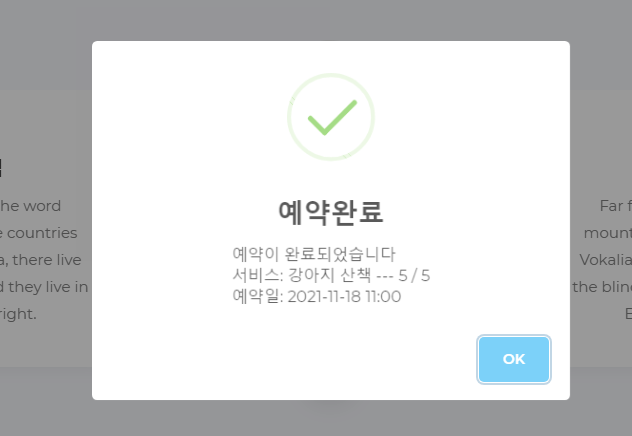 예약완료
예약이 완료되었습니다
서비스: 강아지 산책 --- 5 / 5
예약일: 2021-11-18 11:00
OK
he word
countries
a, there live
d they live in
right.
Far f
mount
Vokalia
the blin